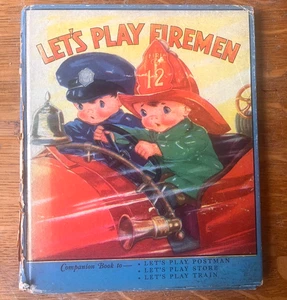 LET'S PLAY FIREMEN
12
Companion Book to — • LET'S PLAY POSTMAN
• LET'S PLAY STORE
• LET'S PLAY TRAIN